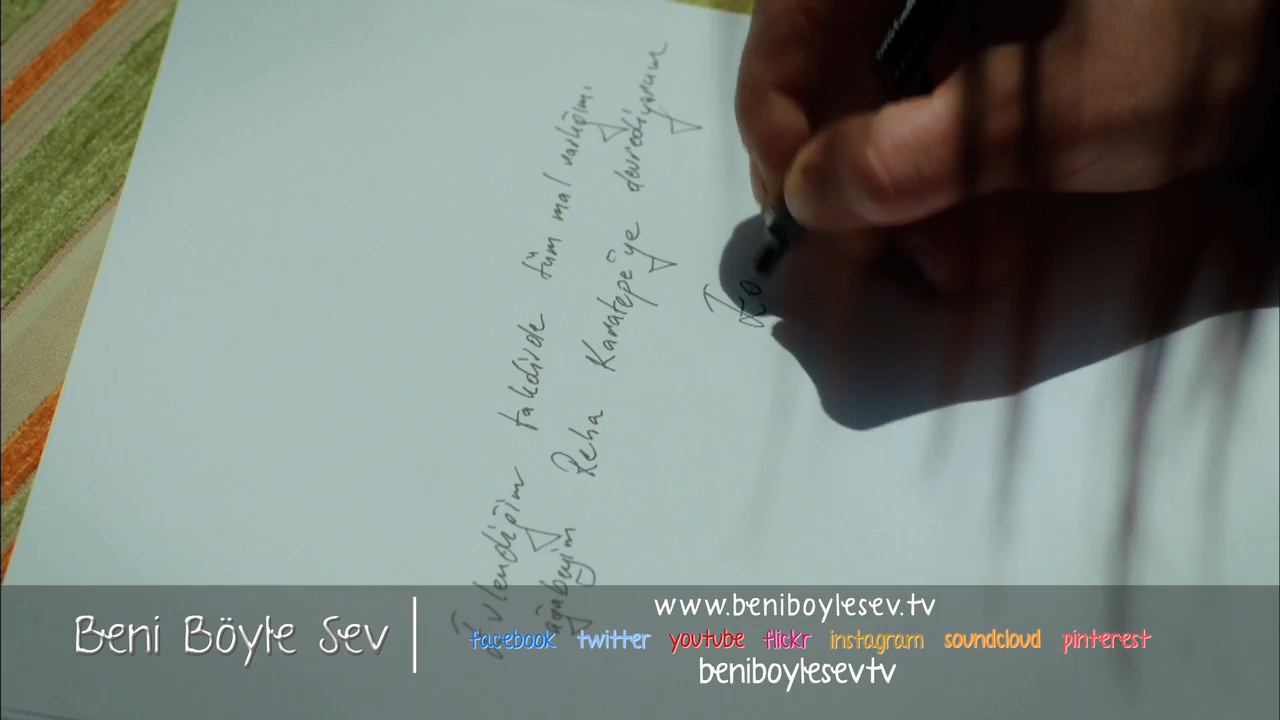 Evlendiğim takdirde tüm mal varlığımı
ağabeyim Reha Karatepe'ye devrediyorum
Beni Böyle Sev
www.beniboylesev.tv
facebook twitter youtube flickr instagram soundcloud pinterest
beniboylesevtv